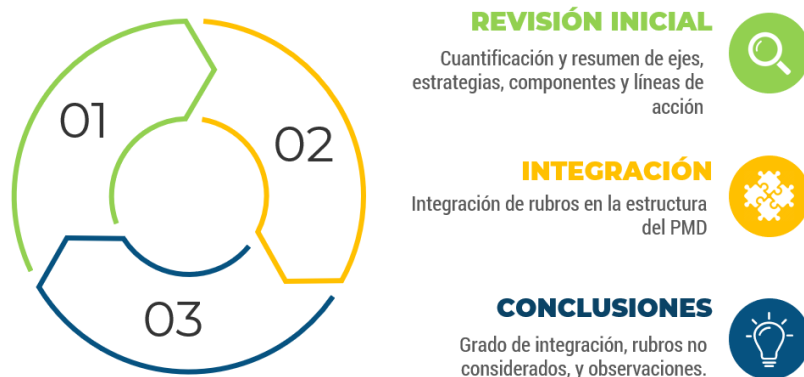 01
02
03
REVISIÓN INICIAL
Cuantificación y resumen de ejes,
estrategias, componentes y líneas de
acción
INTEGRACIÓN
Integración de rubros en la estructura
del PMD
CONCLUSIONES
Grado de integración, rubros no
considerados, y observaciones.